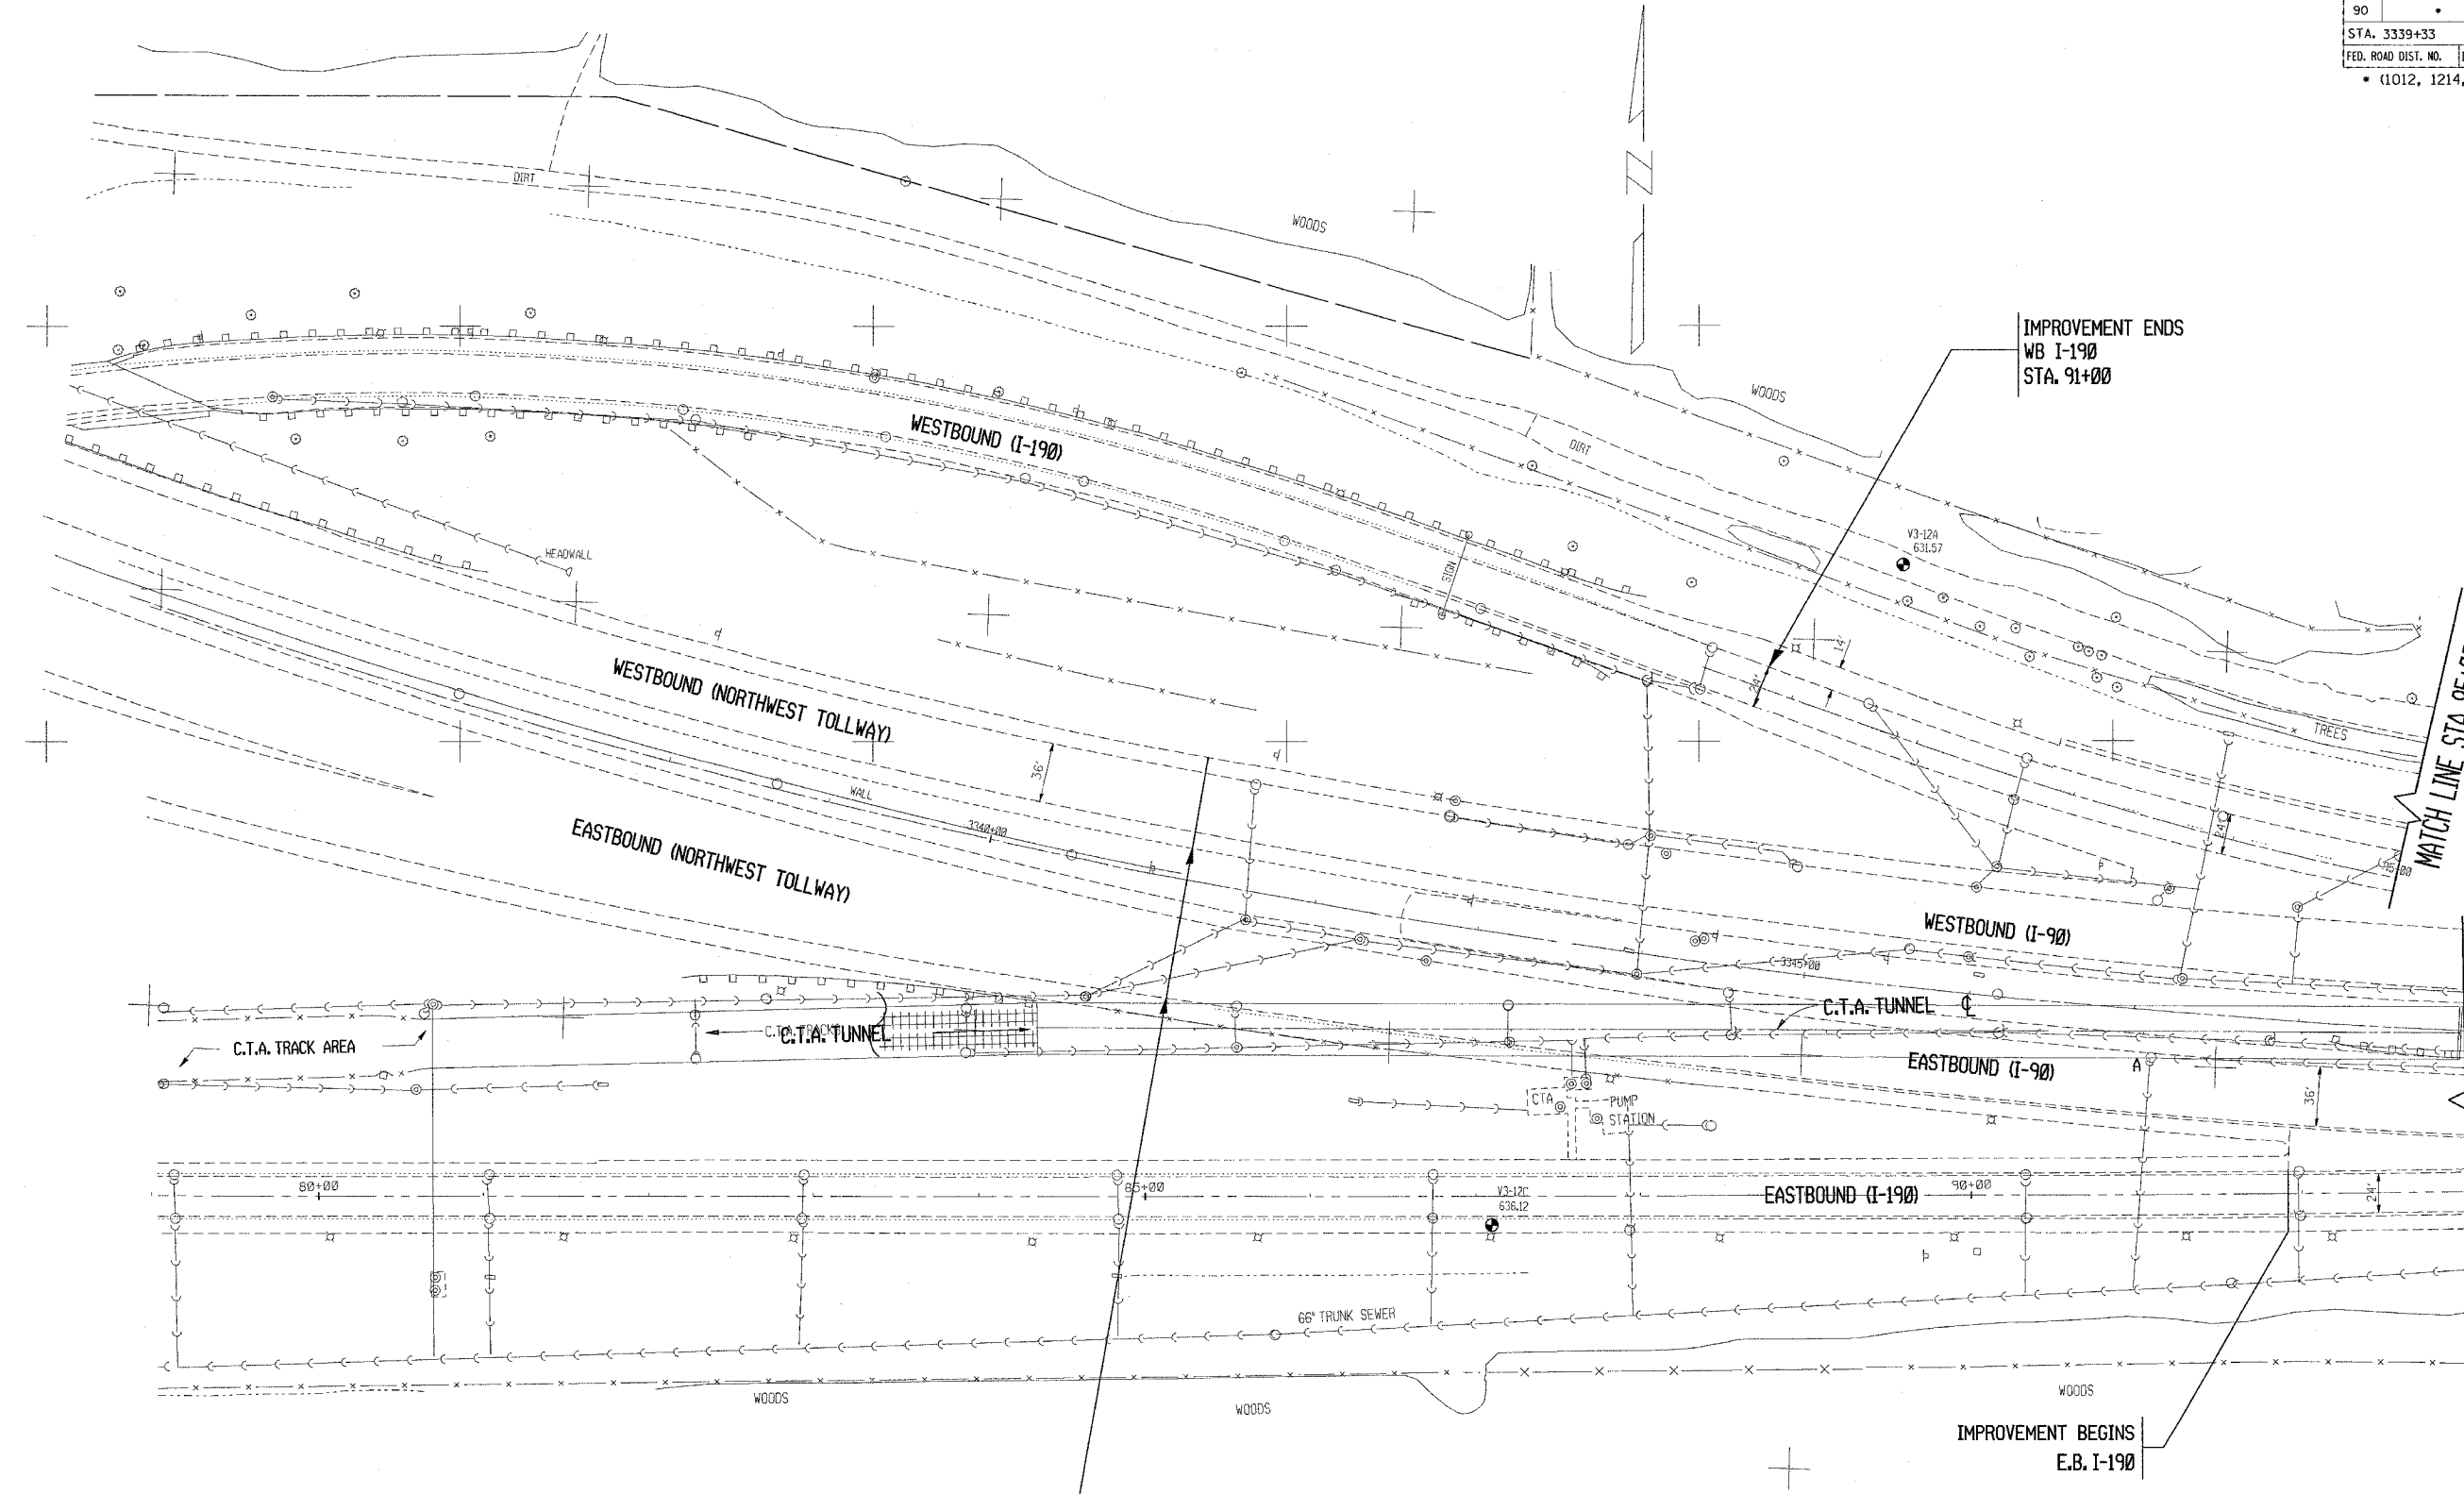 90 •
STA. 3339+33
FED. ROAD DIST. NO.
* (1012, 1214,
DIRT
WOODS
IMPROVEMENT ENDS
WB I-190
STA. 91+00
WOODS
DIRT
WESTBOUND (I-190)
V3-12A
631.57
HEADWALL
SIGN
14'
24'
WESTBOUND (NORTHWEST TOLLWAY)
TREES
MATCH LINE STA.
36'
WALL
3340+00
24'
EASTBOUND (NORTHWEST TOLLWAY)
WESTBOUND (I-90)
3345+00
C.T.A. TUNNEL ℄
C.T.A. TUNNEL
C.T.A. TRACK AREA
EASTBOUND (I-90)
A
36'
CTA
PUMP
STATION
80+00
85+00
V3-12C
636.12
EASTBOUND (I-190)
90+00
24'
66" TRUNK SEWER
WOODS
WOODS
WOODS
IMPROVEMENT BEGINS
E.B. I-190